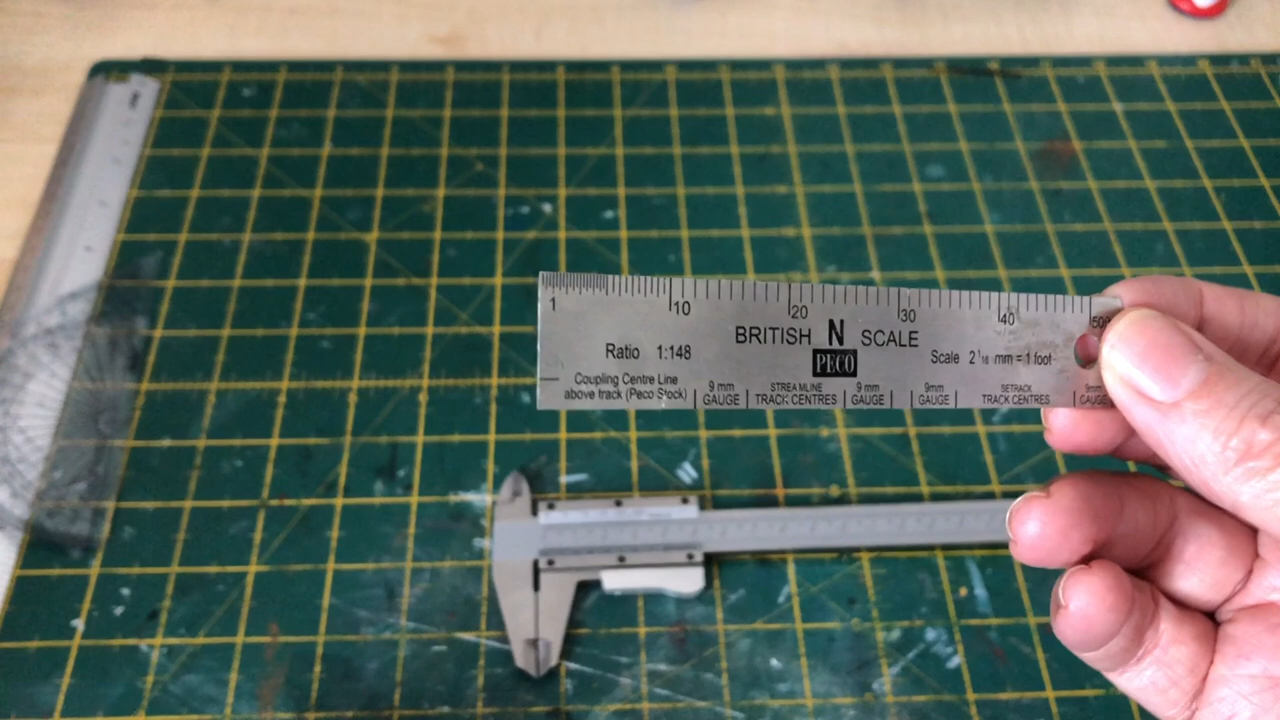 1 10 20 30 40 50ft
BRITISH N SCALE
Ratio 1:148
PECO
Scale 2 1/16 mm = 1 foot
Coupling Centre Line
above track (Peco Stock)
9 mm
GAUGE
STREAMLINE
TRACK CENTRES
9 mm
GAUGE
9mm
GAUGE
SETRACK
TRACK CENTRES
9mm
GAUGE